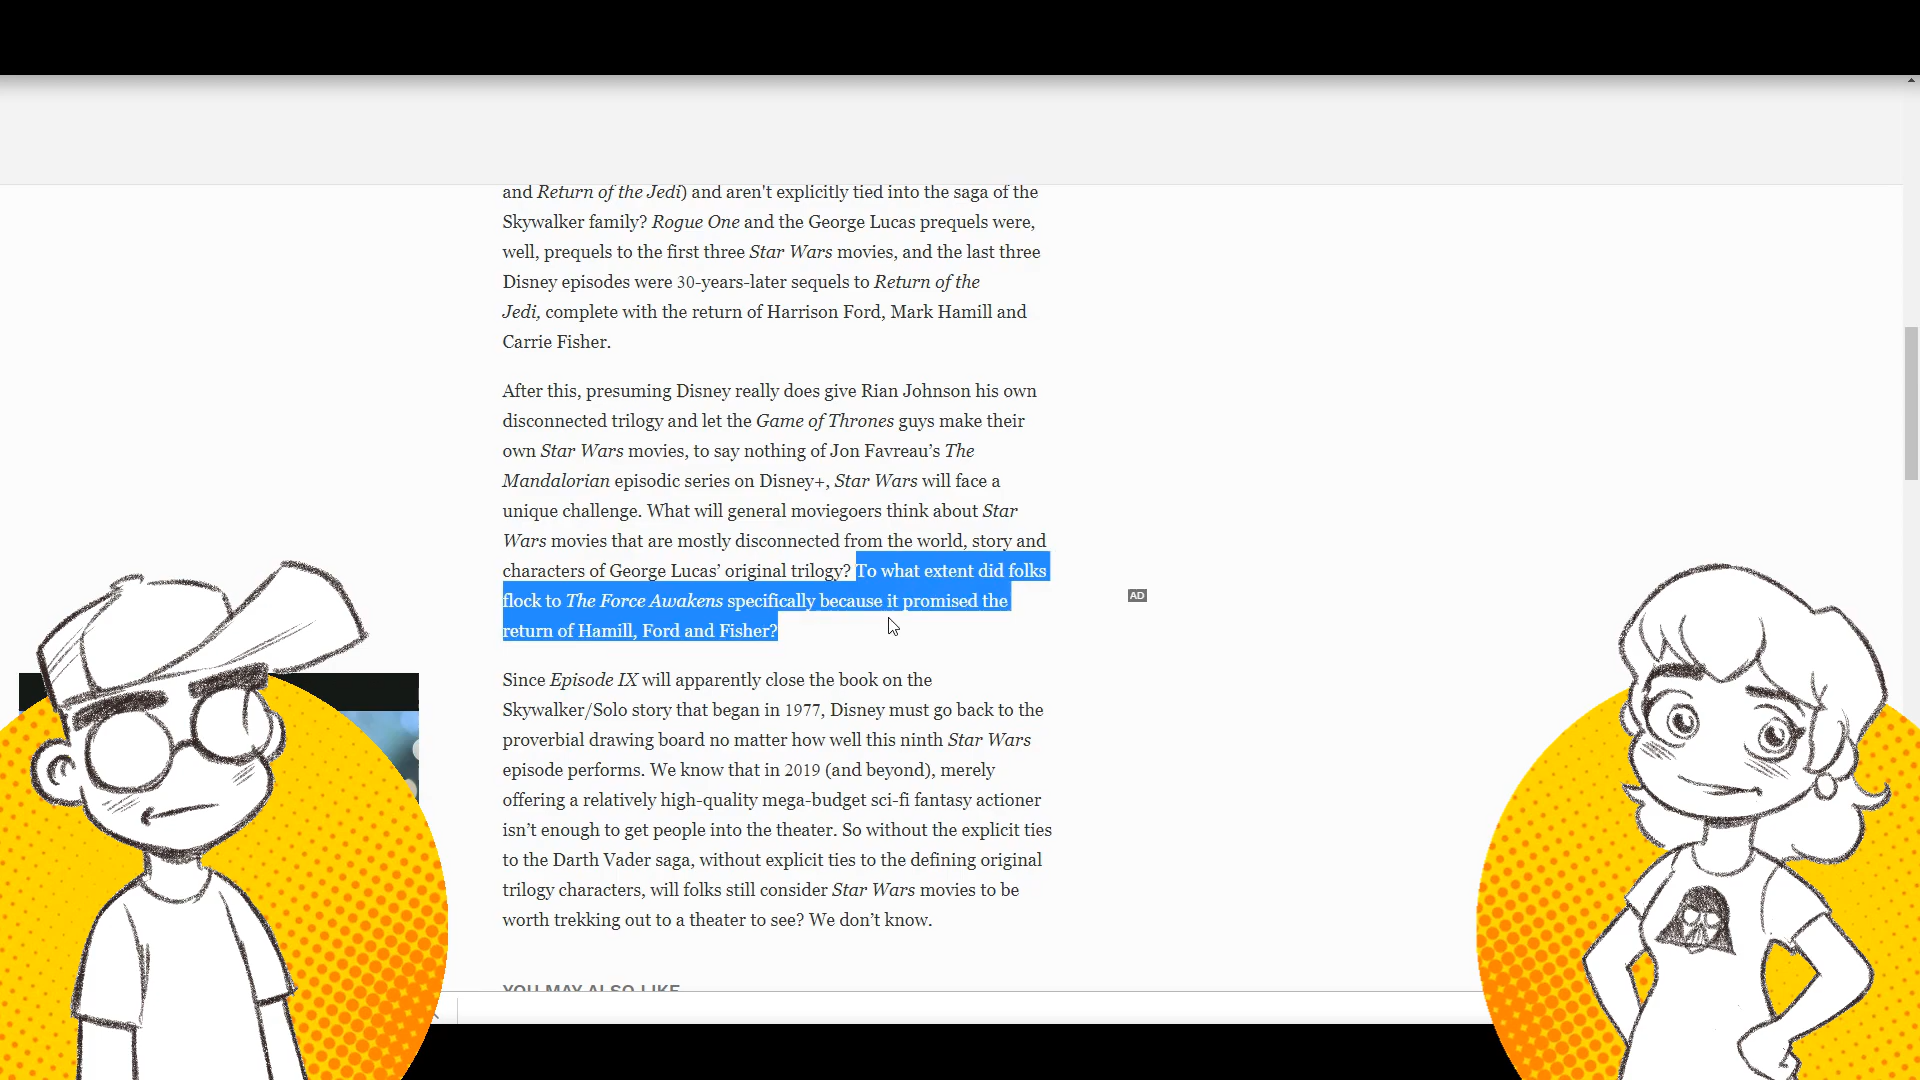 and Return of the Jedi) and aren't explicitly tied into the saga of the
Skywalker family? Rogue One and the George Lucas prequels were,
well, prequels to the first three Star Wars movies, and the last three
Disney episodes were 30-years-later sequels to Return of the
Jedi, complete with the return of Harrison Ford, Mark Hamill and
Carrie Fisher.
After this, presuming Disney really does give Rian Johnson his own
disconnected trilogy and let the Game of Thrones guys make their
own Star Wars movies, to say nothing of Jon Favreau’s The
Mandalorian episodic series on Disney+, Star Wars will face a
unique challenge. What will general moviegoers think about Star
Wars movies that are mostly disconnected from the world, story and
characters of George Lucas’ original trilogy? To what extent did folks
flock to The Force Awakens specifically because it promised the
return of Hamill, Ford and Fisher?
AD
Since Episode IX will apparently close the book on the
Skywalker/Solo story that began in 1977, Disney must go back to the
proverbial drawing board no matter how well this ninth Star Wars
episode performs. We know that in 2019 (and beyond), merely
offering a relatively high-quality mega-budget sci-fi fantasy actioner
isn’t enough to get people into the theater. So without the explicit ties
to the Darth Vader saga, without explicit ties to the defining original
trilogy characters, will folks still consider Star Wars movies to be
worth trekking out to a theater to see? We don’t know.
YOU MAY ALSO LIKE